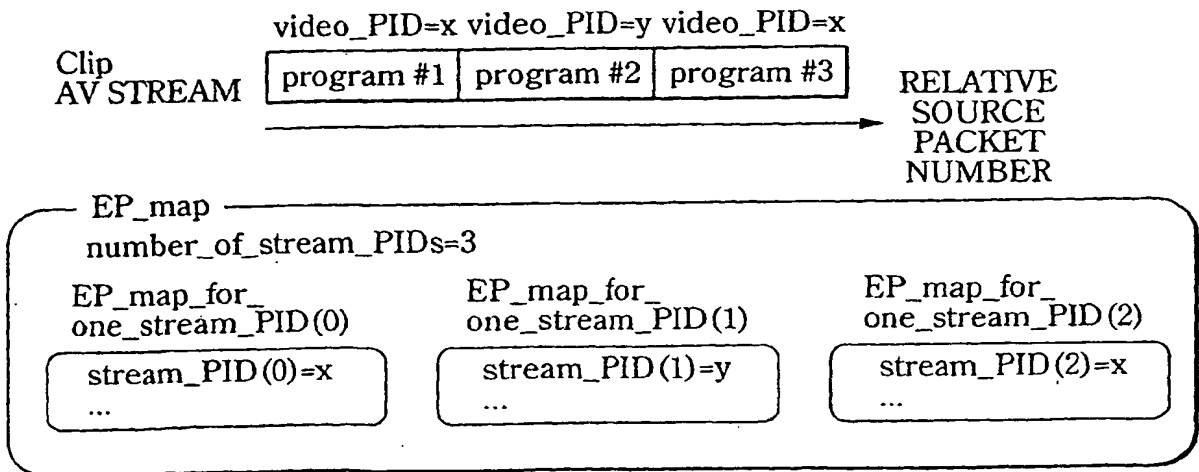 video_PID=x video_PID=y video_PID=x
Clip
AV STREAM
program #1 program #2 program #3
RELATIVE
SOURCE
PACKET
NUMBER
EP_map
number_of_stream_PIDs=3
EP_map_for_
one_stream_PID(0)
stream_PID(0)=x
...
EP_map_for_
one_stream_PID(1)
stream_PID(1)=y
...
EP_map_for_
one_stream_PID(2)
stream_PID(2)=x
...